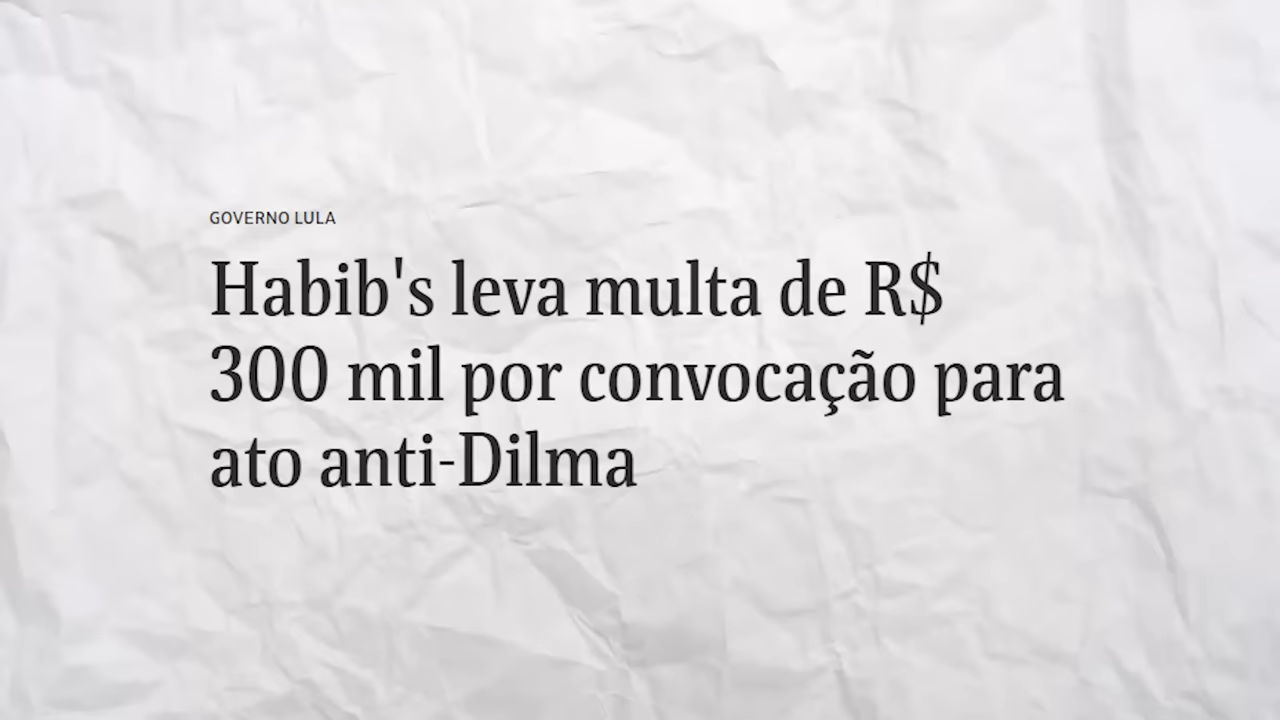 GOVERNO LULA
Habib's leva multa de R$
300 mil por convocação para
ato anti-Dilma